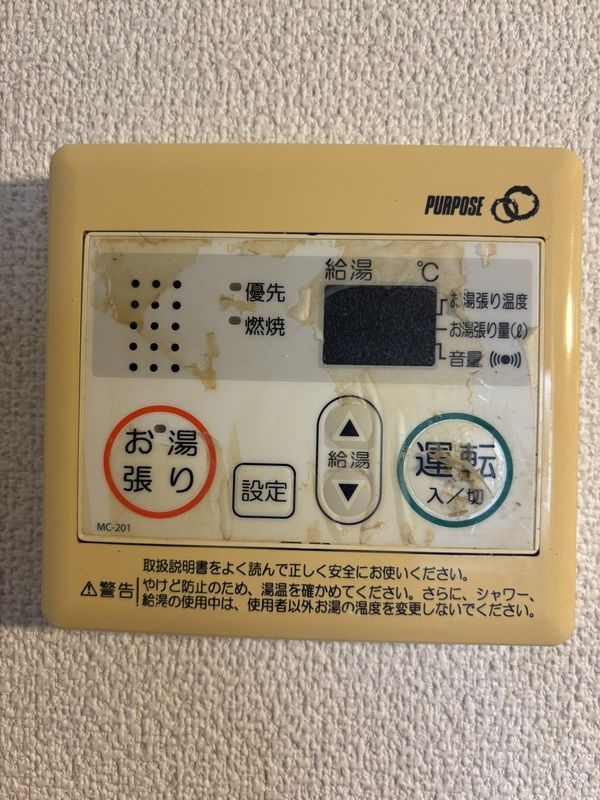 PURPOSE
給湯 ℃
優先
燃焼
お湯張り温度
お湯張り量(ℓ)
音量
お湯
張り
設定
▲
給湯
▼
運転
入／切
MC-201
取扱説明書をよく読んで正しく安全にお使いください。
⚠警告 やけど防止のため、湯温を確かめてください。さらに、シャワー、
給湯の使用中は、使用者以外お湯の温度を変更しないでください。